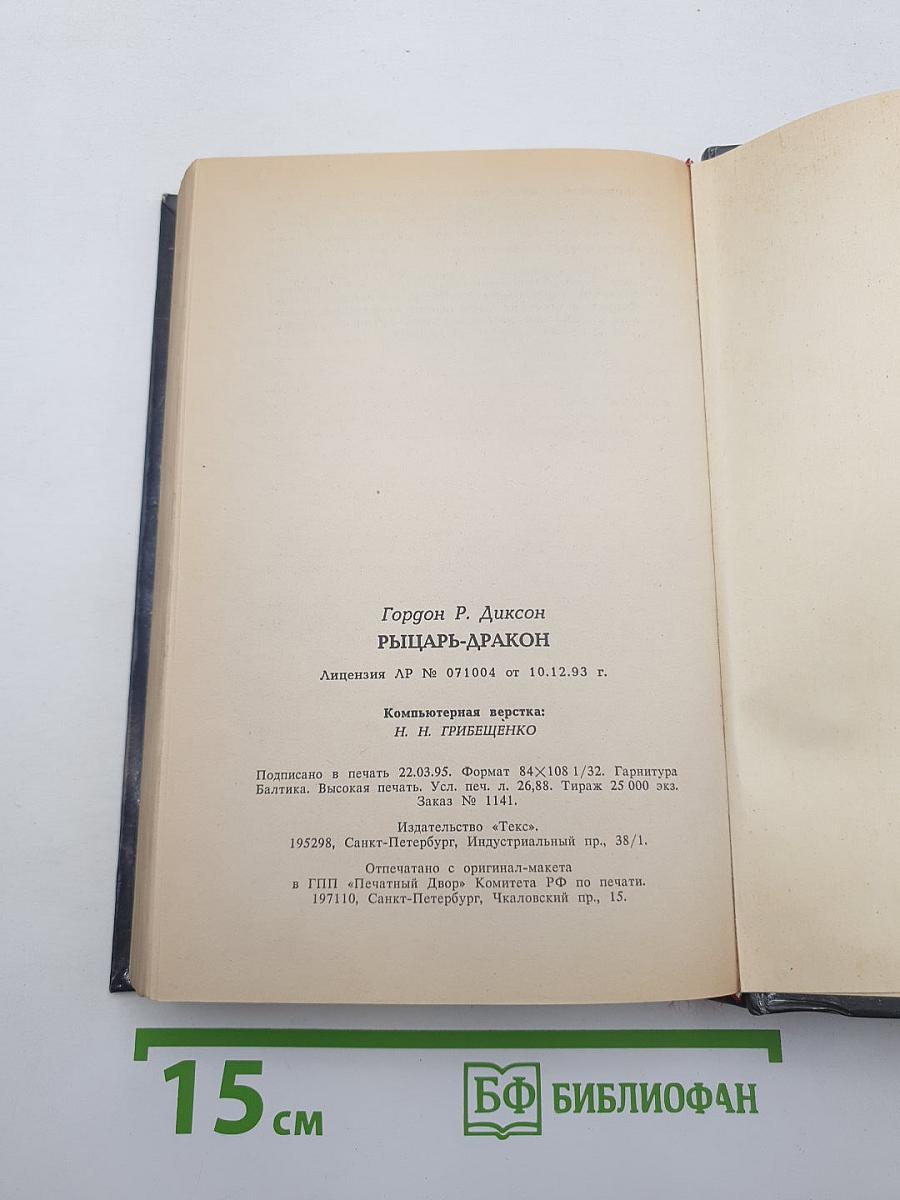 Гордон Р. Диксон
РЫЦАРЬ-ДРАКОН
Лицензия ЛР № 071004 от 10.12.93 г.
Компьютерная верстка:
Н. Н. ГРИБЕЩЕНКО
Подписано в печать 22.03.95. Формат 84×108 1/32. Гарнитура
Балтика. Высокая печать. Усл. печ. л. 26,88. Тираж 25 000 экз.
Заказ № 1141.
Издательство «Текс».
195298, Санкт-Петербург, Индустриальный пр., 38/1.
Отпечатано с оригинал-макета
в ГПП «Печатный Двор» Комитета РФ по печати.
197110, Санкт-Петербург, Чкаловский пр., 15.
15 см
БФ БИБЛИОФАН